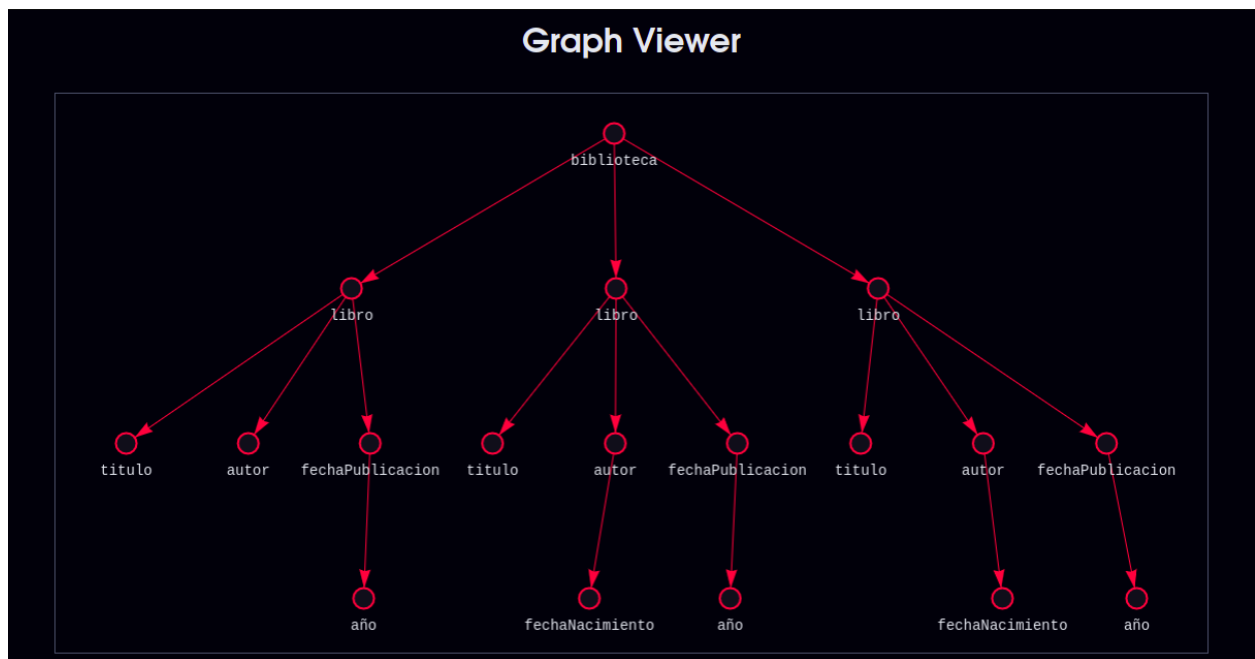 Graph Viewer
biblioteca
libro libro libro
titulo autor fechaPublicacion titulo autor fechaPublicacion titulo autor fechaPublicacion
año fechaNacimiento año fechaNacimiento año